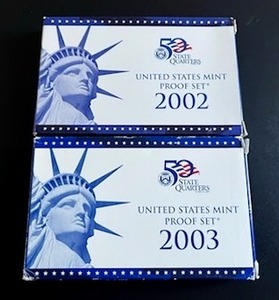 50
STATE
QUARTERS
UNITED STATES MINT
PROOF SET®
2002
50
STATE
QUARTERS
UNITED STATES MINT
PROOF SET®
2003